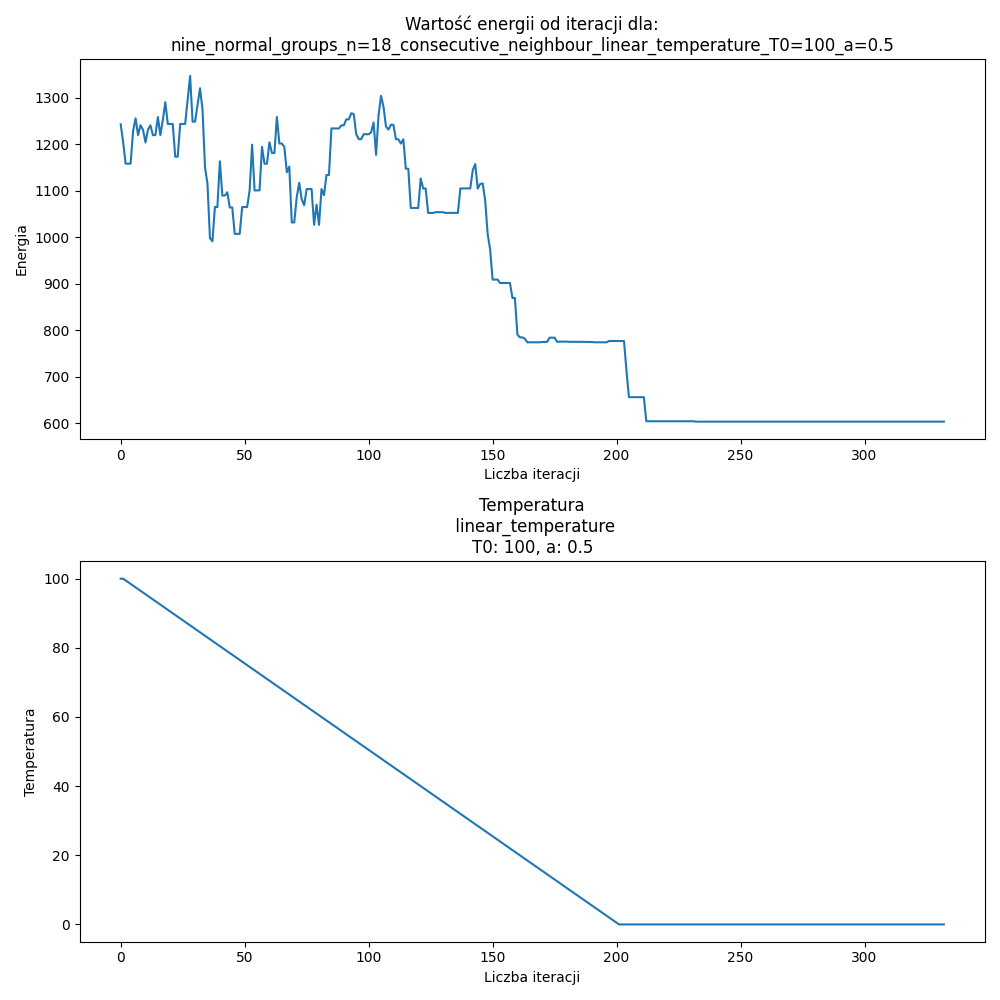 Wartość energii od iteracji dla:
nine_normal_groups_n=18_consecutive_neighbour_linear_temperature_T0=100_a=0.5
1300
1200
1100
1000
900
800
700
600
Energia
0 50 100 150 200 250 300
Liczba iteracji
Temperatura
linear_temperature
T0: 100, a: 0.5
100
80
60
40
20
0
Temperatura
0 50 100 150 200 250 300
Liczba iteracji